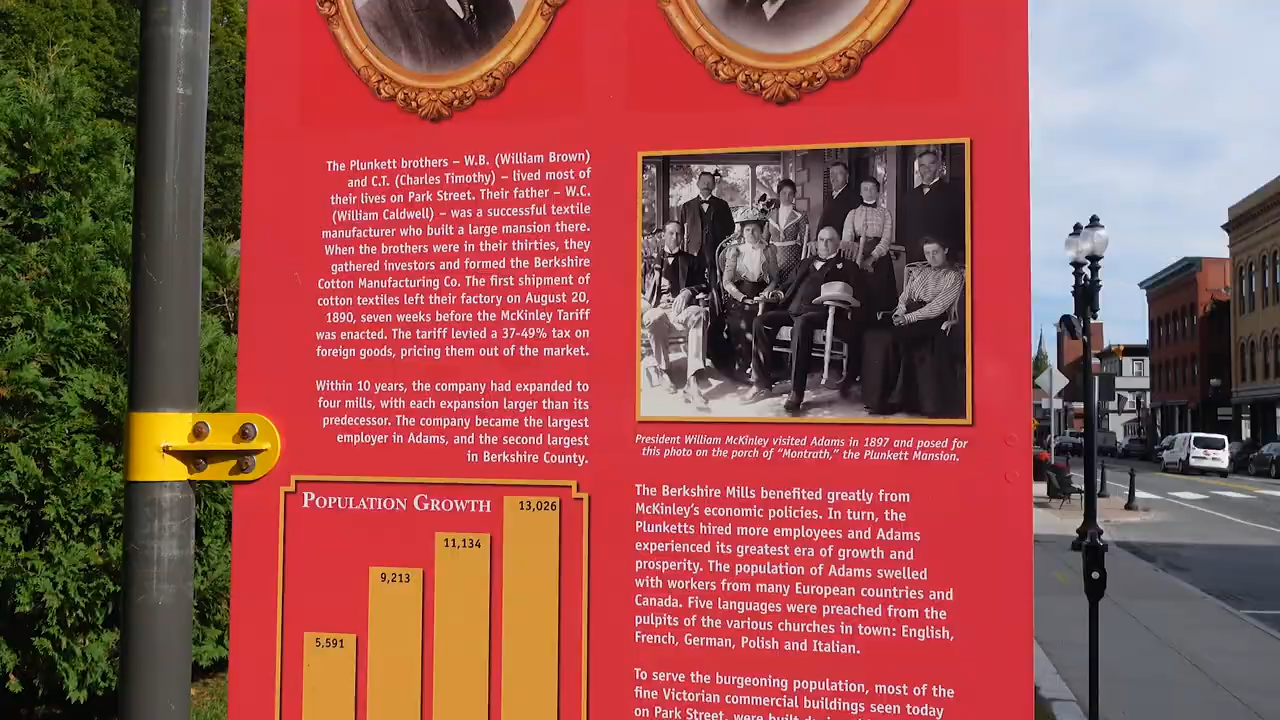 The Plunkett brothers – W.B. (William Brown)
and C.T. (Charles Timothy) – lived most of
their lives on Park Street. Their father – W.C.
(William Caldwell) – was a successful textile
manufacturer who built a large mansion there.
When the brothers were in their thirties, they
gathered investors and formed the Berkshire
Cotton Manufacturing Co. The first shipment of
cotton textiles left their factory on August 20,
1890, seven weeks before the McKinley Tariff
was enacted. The tariff levied a 37-49% tax on
foreign goods, pricing them out of the market.
Within 10 years, the company had expanded to
four mills, with each expansion larger than its
predecessor. The company became the largest
employer in Adams, and the second largest
in Berkshire County.
POPULATION GROWTH
5,591
9,213
11,134
13,026
President William McKinley visited Adams in 1897 and posed for
this photo on the porch of “Montrath,” the Plunkett Mansion.
The Berkshire Mills benefited greatly from
McKinley's economic policies. In turn, the
Plunketts hired more employees and Adams
experienced its greatest era of growth and
prosperity. The population of Adams swelled
with workers from many European countries and
Canada. Five languages were preached from the
pulpits of the various churches in town: English,
French, German, Polish and Italian.
To serve the burgeoning population, most of the
fine Victorian commercial buildings seen today
on Park Street, were built